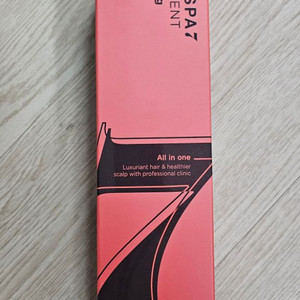 SPA7
ENT
g
All in one
Luxuriant hair & healthier
scalp with professional clinic